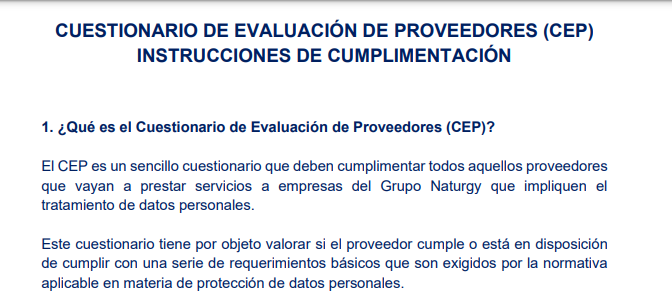 CUESTIONARIO DE EVALUACIÓN DE PROVEEDORES (CEP)
INSTRUCCIONES DE CUMPLIMENTACIÓN
1. ¿Qué es el Cuestionario de Evaluación de Proveedores (CEP)?
El CEP es un sencillo cuestionario que deben cumplimentar todos aquellos proveedores
que vayan a prestar servicios a empresas del Grupo Naturgy que impliquen el
tratamiento de datos personales.
Este cuestionario tiene por objeto valorar si el proveedor cumple o está en disposición
de cumplir con una serie de requerimientos básicos que son exigidos por la normativa
aplicable en materia de protección de datos personales.